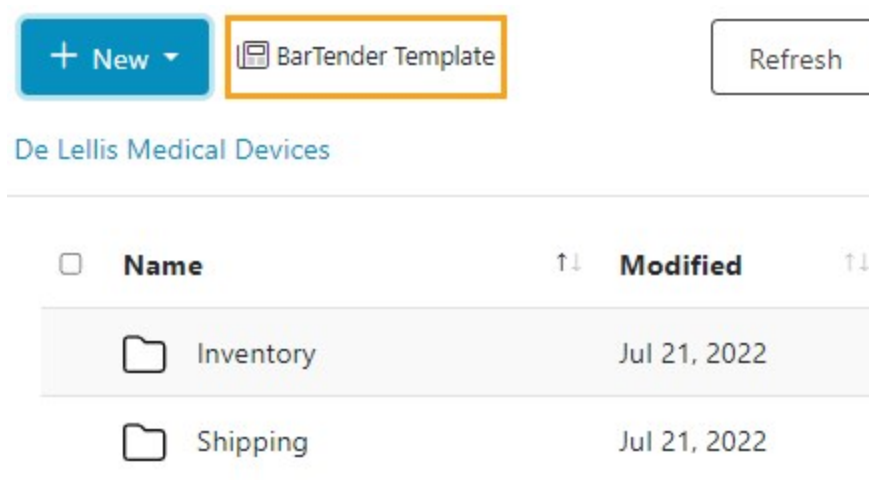 + New BarTender Template Refresh
De Lellis Medical Devices
Name ↑↓ Modified ↑↓
Inventory Jul 21, 2022
Shipping Jul 21, 2022